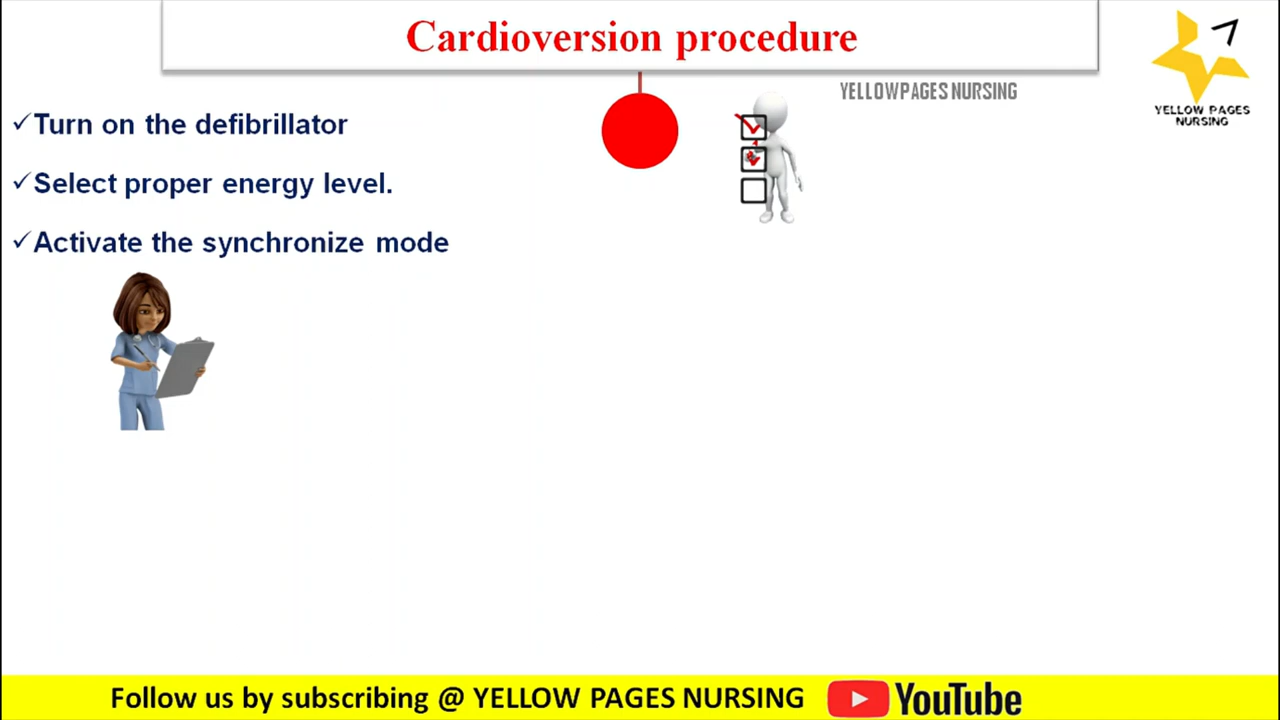 Cardioversion procedure
YELLOWPAGES NURSING
YELLOW PAGES
NURSING
✓Turn on the defibrillator
✓Select proper energy level.
✓Activate the synchronize mode
Follow us by subscribing @ YELLOW PAGES NURSING YouTube